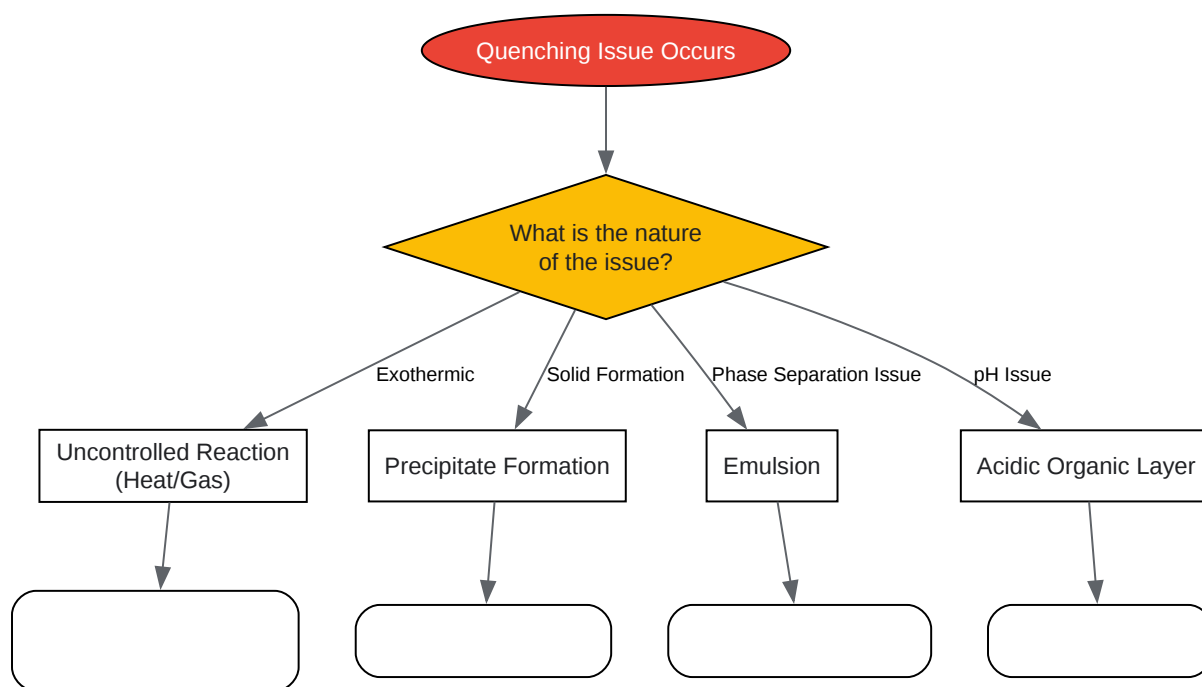 Quenching Issue Occurs
What is the nature
of the issue?
Exothermic
Solid Formation
Phase Separation Issue
pH Issue
Uncontrolled Reaction
(Heat/Gas)
Precipitate Formation
Emulsion
Acidic Organic Layer